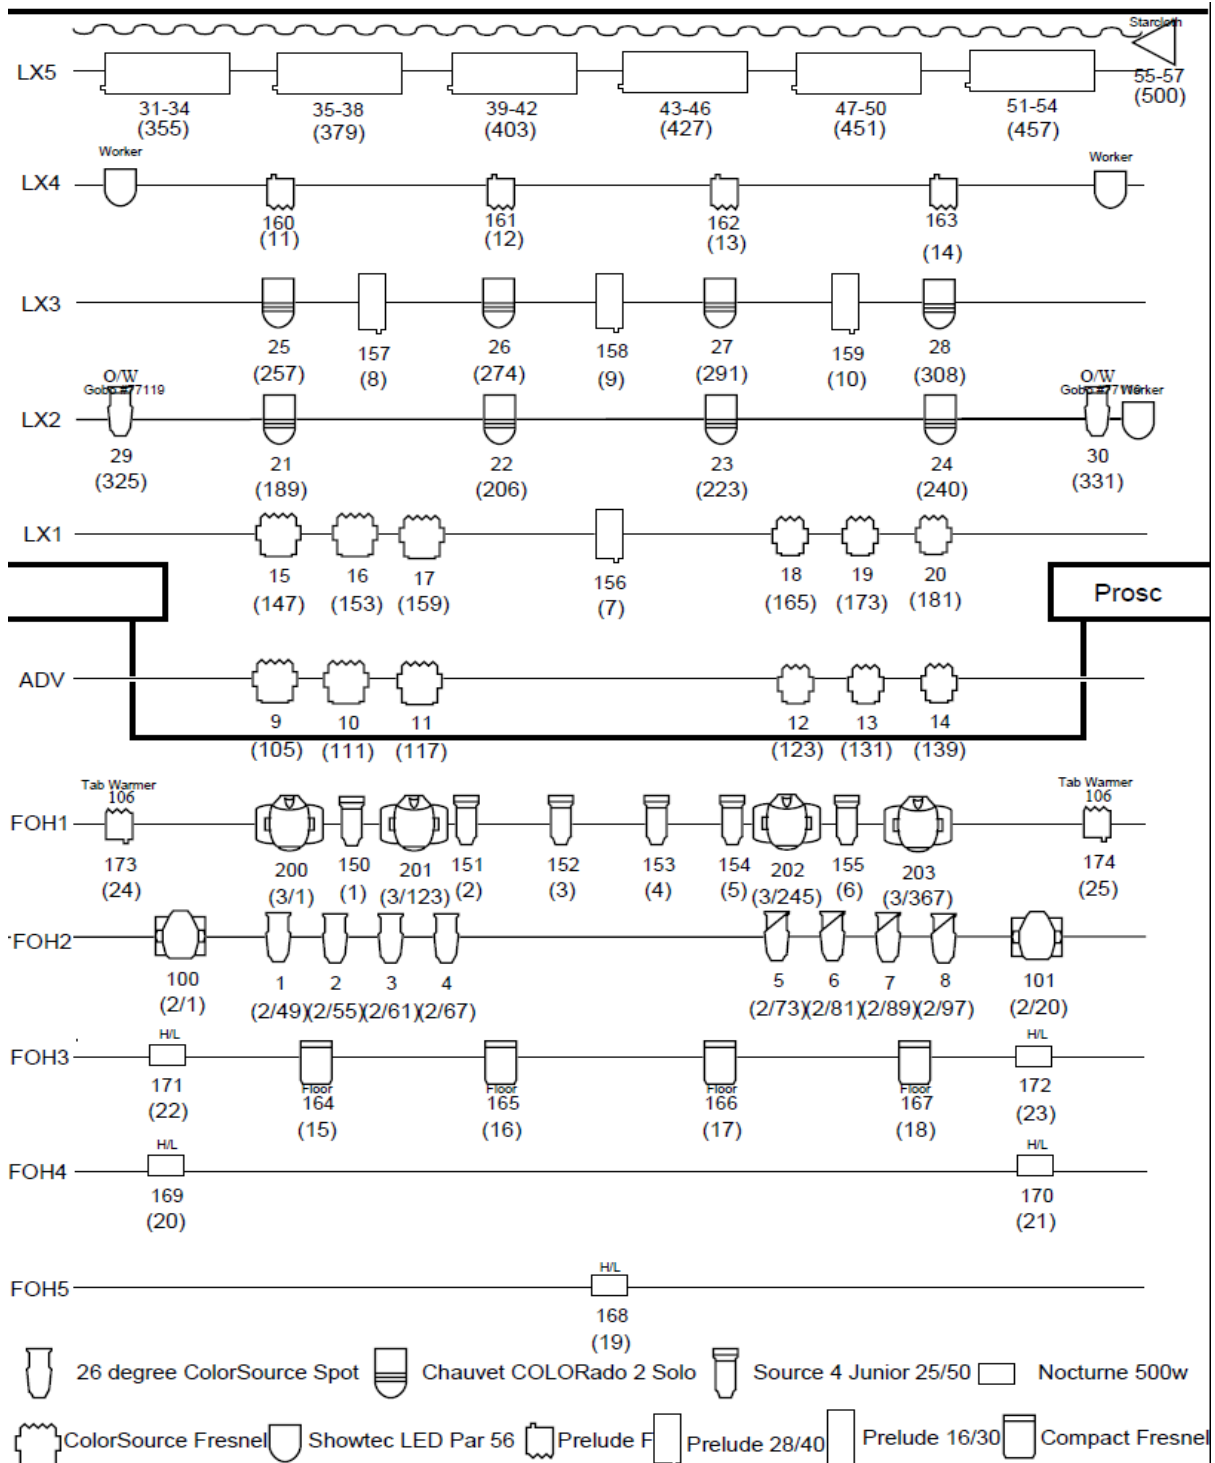 Starcloth
LX5
55-57
(500)
31-34 35-38 39-42 43-46 47-50 51-54
(355) (379) (403) (427) (451) (457)
Worker Worker
LX4
160 161 162 163
(11) (12) (13) (14)
LX3
25 157 26 158 27 159 28
(257) (8) (274) (9) (291) (10) (308)
O/W O/W
Gobo #77119 Worker
LX2
29 21 22 23 24 30
(325) (189) (206) (223) (240) (331)
LX1
15 16 17 156 18 19 20
(147) (153) (159) (7) (165) (173) (181)
Prosc
ADV
9 10 11 12 13 14
(105) (111) (117) (123) (131) (139)
Tab Warmer Tab Warmer
106 106
FOH1
173 200 150 201 151 152 153 154 202 155 203 174
(24) (3/1) (1) (3/123) (2) (3) (4) (5) (3/245) (6) (3/367) (25)
FOH2
100 1 2 3 4 5 6 7 8 101
(2/1) (2/49) (2/55) (2/61) (2/67) (2/73) (2/81) (2/89) (2/97) (2/20)
H/L H/L
FOH3
Floor Floor Floor Floor
171 164 165 166 167 172
(22) (15) (16) (17) (18) (23)
H/L H/L
FOH4
169 170
(20) (21)
H/L
FOH5
168
(19)
26 degree ColorSource Spot Chauvet COLORado 2 Solo Source 4 Junior 25/50 Nocturne 500w
ColorSource Fresnel Showtec LED Par 56 Prelude F Prelude 28/40 Prelude 16/30 Compact Fresnel